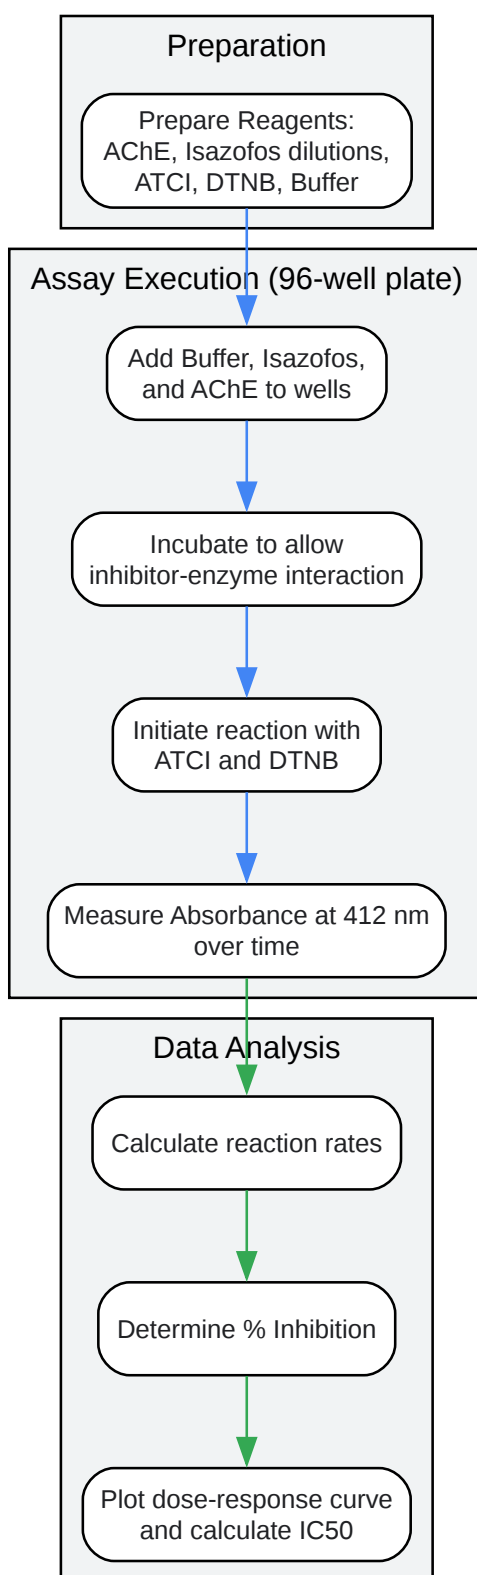 Preparation
Prepare Reagents:
AChE, Isazofos dilutions,
ATCI, DTNB, Buffer
Assay Execution (96-well plate)
Add Buffer, Isazofos,
and AChE to wells
Incubate to allow
inhibitor-enzyme interaction
Initiate reaction with
ATCI and DTNB
Measure Absorbance at 412 nm
over time
Data Analysis
Calculate reaction rates
Determine % Inhibition
Plot dose-response curve
and calculate IC50